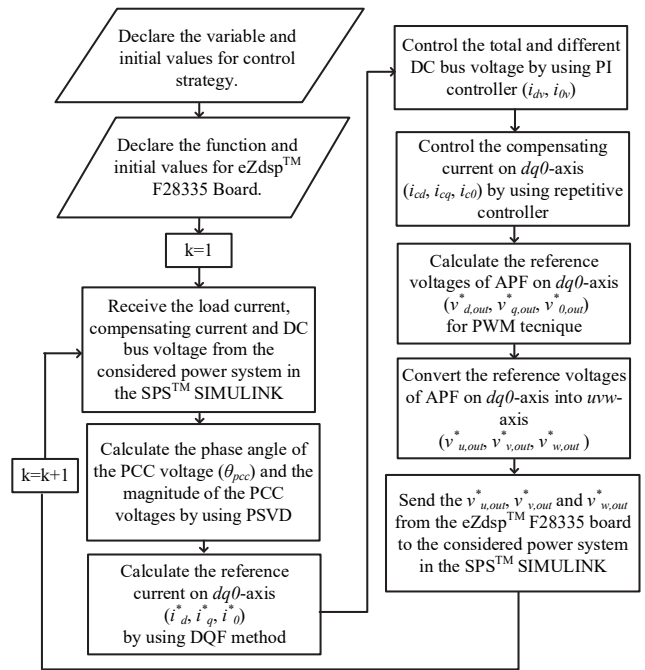 Declare the variable and
initial values for control
strategy.
Declare the function and
initial values for eZdsp™
F28335 Board.
k=1
Receive the load current,
compensating current and DC
bus voltage from the
considered power system in
the SPS™ SIMULINK
k=k+1
Calculate the phase angle of
the PCC voltage (θpcc) and the
magnitude of the PCC
voltages by using PSVD
Calculate the reference
current on dq0-axis
(i*d, i*q, i*0)
by using DQF method
Control the total and different
DC bus voltage by using PI
controller (idv, i0v)
Control the compensating
current on dq0-axis
(icd, icq, ic0) by using repetitive
controller
Calculate the reference
voltages of APF on dq0-axis
(v*d,out, v*q,out, v*0,out)
for PWM tecnique
Convert the reference voltages
of APF on dq0-axis into uvw-
axis
(v*u,out, v*v,out, v*w,out )
Send the v*u,out, v*v,out and v*w,out
from the eZdsp™ F28335 board
to the considered power system
in the SPS™ SIMULINK